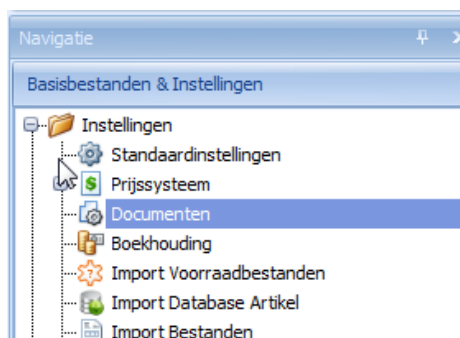 Navigatie
Basisbestanden & Instellingen
Instellingen
Standaardinstellingen
Prijssysteem
Documenten
Boekhouding
Import Voorraadbestanden
Import Database Artikel
Import Bestanden